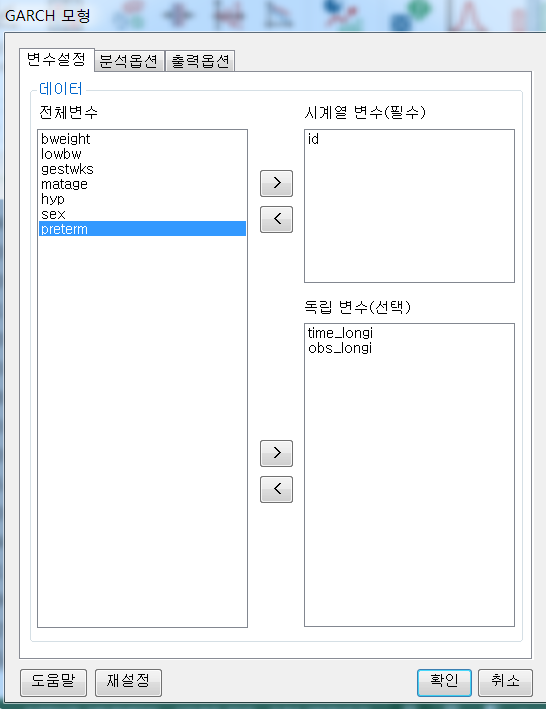 GARCH 모형
변수설정 분석옵션 출력옵션
데이터
전체변수
bweight
lowbw
gestwks
matage
hyp
sex
preterm
>
<
시계열 변수(필수)
id
독립 변수(선택)
time_longi
obs_longi
>
<
도움말 재설정 확인 취소